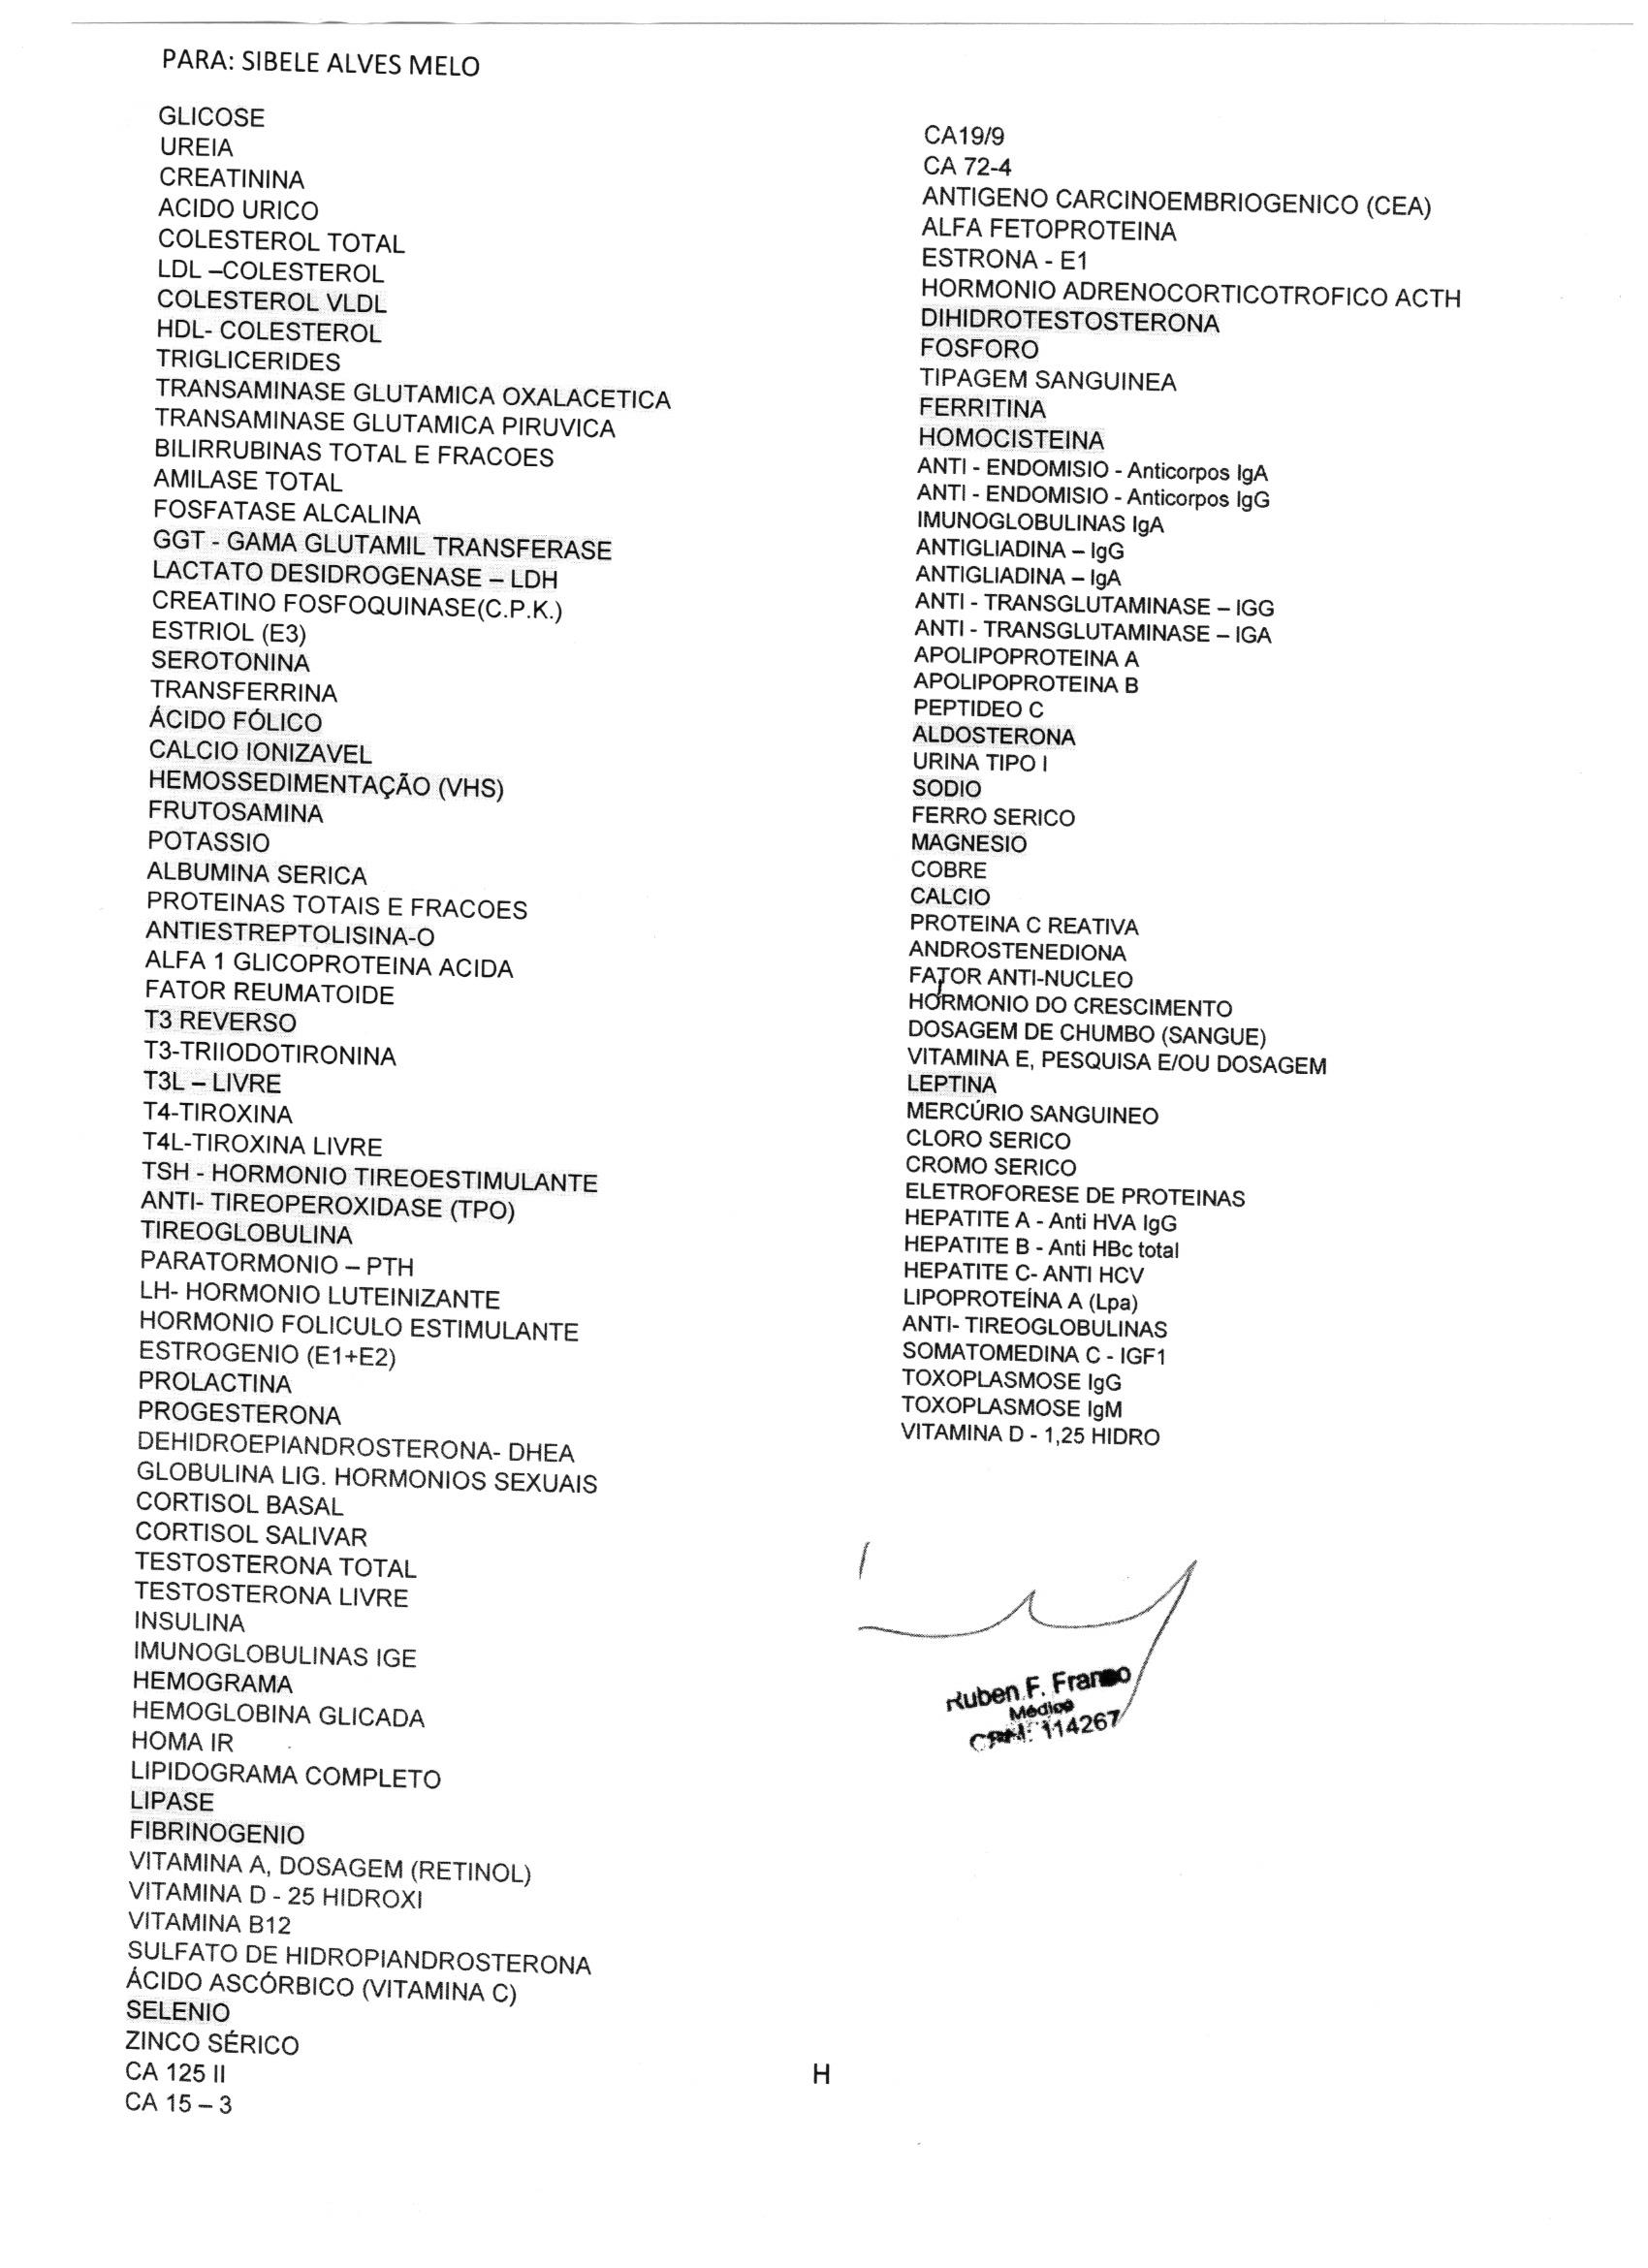 PARA: SIBELE ALVES MELO
GLICOSE
UREIA
CREATININA
ACIDO URICO
COLESTEROL TOTAL
LDL –COLESTEROL
COLESTEROL VLDL
HDL- COLESTEROL
TRIGLICERIDES
TRANSAMINASE GLUTAMICA OXALACETICA
TRANSAMINASE GLUTAMICA PIRUVICA
BILIRRUBINAS TOTAL E FRACOES
AMILASE TOTAL
FOSFATASE ALCALINA
GGT - GAMA GLUTAMIL TRANSFERASE
LACTATO DESIDROGENASE – LDH
CREATINO FOSFOQUINASE(C.P.K.)
ESTRIOL (E3)
SEROTONINA
TRANSFERRINA
ÁCIDO FÓLICO
CALCIO IONIZAVEL
HEMOSSEDIMENTAÇÃO (VHS)
FRUTOSAMINA
POTASSIO
ALBUMINA SERICA
PROTEINAS TOTAIS E FRACOES
ANTIESTREPTOLISINA-O
ALFA 1 GLICOPROTEINA ACIDA
FATOR REUMATOIDE
T3 REVERSO
T3-TRIIODOTIRONINA
T3L – LIVRE
T4-TIROXINA
T4L-TIROXINA LIVRE
TSH - HORMONIO TIREOESTIMULANTE
ANTI- TIREOPEROXIDASE (TPO)
TIREOGLOBULINA
PARATORMONIO – PTH
LH- HORMONIO LUTEINIZANTE
HORMONIO FOLICULO ESTIMULANTE
ESTROGENIO (E1+E2)
PROLACTINA
PROGESTERONA
DEHIDROEPIANDROSTERONA- DHEA
GLOBULINA LIG. HORMONIOS SEXUAIS
CORTISOL BASAL
CORTISOL SALIVAR
TESTOSTERONA TOTAL
TESTOSTERONA LIVRE
INSULINA
IMUNOGLOBULINAS IGE
HEMOGRAMA
HEMOGLOBINA GLICADA
HOMA IR
LIPIDOGRAMA COMPLETO
LIPASE
FIBRINOGENIO
VITAMINA A, DOSAGEM (RETINOL)
VITAMINA D - 25 HIDROXI
VITAMINA B12
SULFATO DE HIDROPIANDROSTERONA
ÁCIDO ASCÓRBICO (VITAMINA C)
SELENIO
ZINCO SÉRICO
CA 125 II
CA 15 – 3
CA19/9
CA 72-4
ANTIGENO CARCINOEMBRIOGENICO (CEA)
ALFA FETOPROTEINA
ESTRONA - E1
HORMONIO ADRENOCORTICOTROFICO ACTH
DIHIDROTESTOSTERONA
FOSFORO
TIPAGEM SANGUINEA
FERRITINA
HOMOCISTEINA
ANTI - ENDOMISIO - Anticorpos IgA
ANTI - ENDOMISIO - Anticorpos IgG
IMUNOGLOBULINAS IgA
ANTIGLIADINA – IgG
ANTIGLIADINA – IgA
ANTI - TRANSGLUTAMINASE – IGG
ANTI - TRANSGLUTAMINASE – IGA
APOLIPOPROTEINA A
APOLIPOPROTEINA B
PEPTIDEO C
ALDOSTERONA
URINA TIPO I
SODIO
FERRO SERICO
MAGNESIO
COBRE
CALCIO
PROTEINA C REATIVA
ANDROSTENEDIONA
FATOR ANTI-NUCLEO
HORMONIO DO CRESCIMENTO
DOSAGEM DE CHUMBO (SANGUE)
VITAMINA E, PESQUISA E/OU DOSAGEM
LEPTINA
MERCÚRIO SANGUINEO
CLORO SERICO
CROMO SERICO
ELETROFORESE DE PROTEINAS
HEPATITE A - Anti HVA IgG
HEPATITE B - Anti HBc total
HEPATITE C- ANTI HCV
LIPOPROTEÍNA A (Lpa)
ANTI- TIREOGLOBULINAS
SOMATOMEDINA C - IGF1
TOXOPLASMOSE IgG
TOXOPLASMOSE IgM
VITAMINA D - 1,25 HIDRO
Ruben F. Franco
Médico
CRM: 114267
H